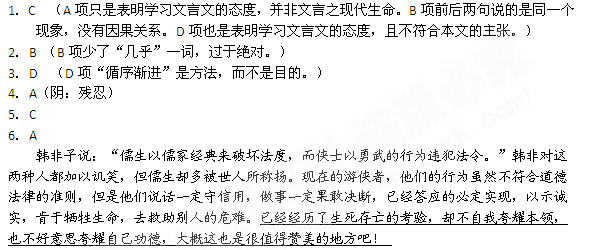 1. C （A 项只是表明学习文言文的态度，并非文言之现代生命。B 项前后两句说的是同一个
现象，没有因果关系。D 项也是表明学习文言文的态度，且不符合本文的主张。）
2. B （B 项少了“几乎”一词，过于绝对。）
3. D （D 项“循序渐进”是方法，而不是目的。）
4. A（阴：残忍）
5. C
6. A
韩非子说：“儒生以儒家经典来破坏法度，而侠士以勇武的行为违犯法令。”韩非对这
两种人都加以讥笑，但儒生却多被世人所称扬。现在的游侠者，他们的行为虽然不符合道德
法律的准则，但是他们说话一定守信用，做事一定果敢决断，已经答应的必定实现，以示诚
实，肯于牺牲生命，去救助别人的危难。已经经历了生死存亡的考验，却不自我夸耀本领，
也不好意思夸耀自己功德，大概这也是很值得赞美的地方吧！